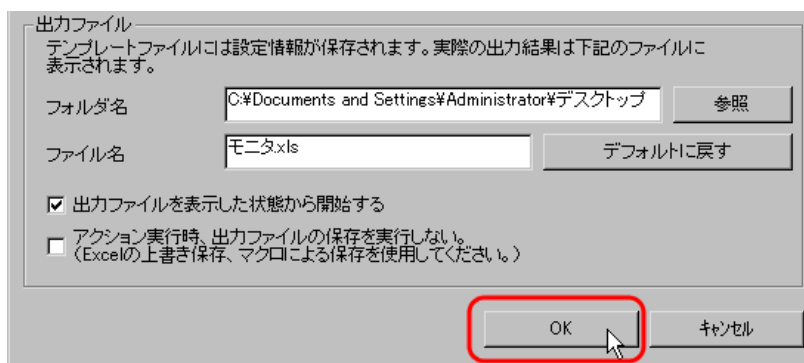 出力ファイル
テンプレートファイルには設定情報が保存されます。実際の出力結果は下記のファイルに
表示されます。
フォルダ名
C:¥Documents and Settings¥Administrator¥デスクトップ
参照
ファイル名
モニタ.xls
デフォルトに戻す
出力ファイルを表示した状態から開始する
アクション実行時、出力ファイルの保存を実行しない。
（Excelの上書き保存、マクロによる保存を使用してください。）
OK
キャンセル